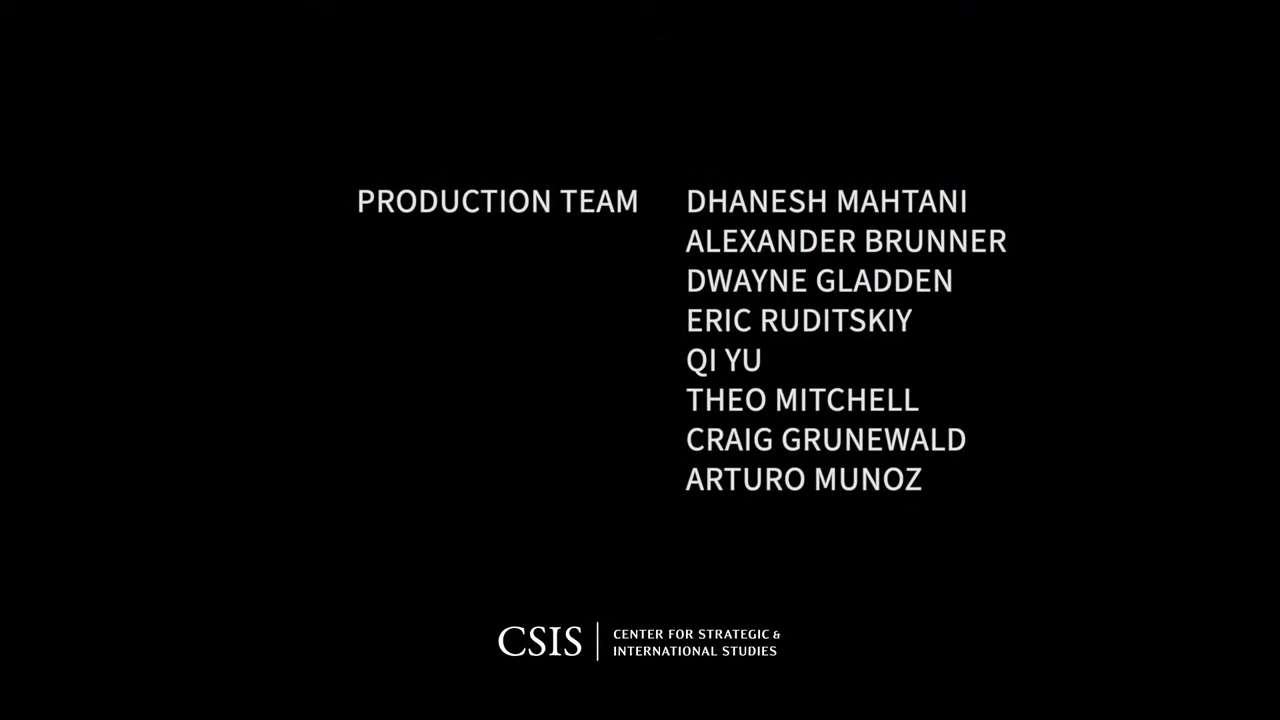 PRODUCTION TEAM DHANESH MAHTANI
ALEXANDER BRUNNER
DWAYNE GLADDEN
ERIC RUDITSKIY
QI YU
THEO MITCHELL
CRAIG GRUNEWALD
ARTURO MUNOZ
CSIS
CENTER FOR STRATEGIC &
INTERNATIONAL STUDIES